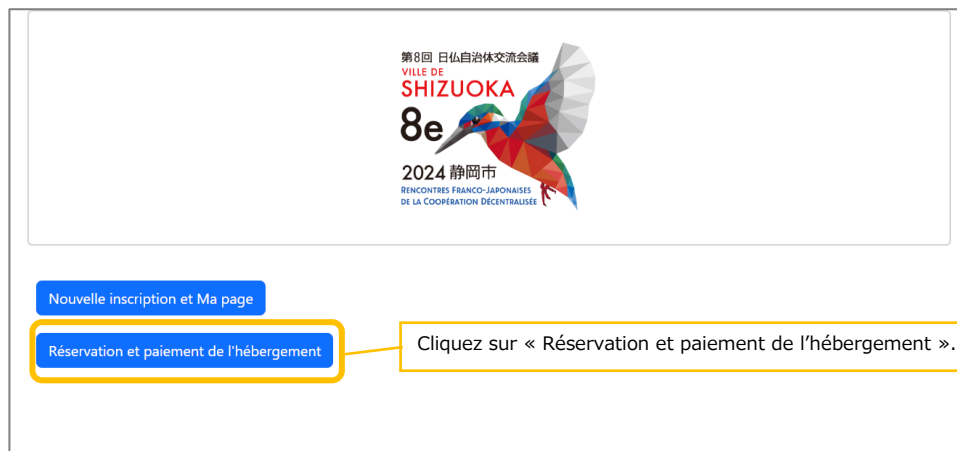 第8回 日仏自治体交流会議
VILLE DE
SHIZUOKA
8e
2024 静岡市
RENCONTRES FRANCO-JAPONAISES
DE LA COOPÉRATION DÉCENTRALISÉE
Nouvelle inscription et Ma page
Réservation et paiement de l'hébergement
Cliquez sur « Réservation et paiement de l’hébergement ».